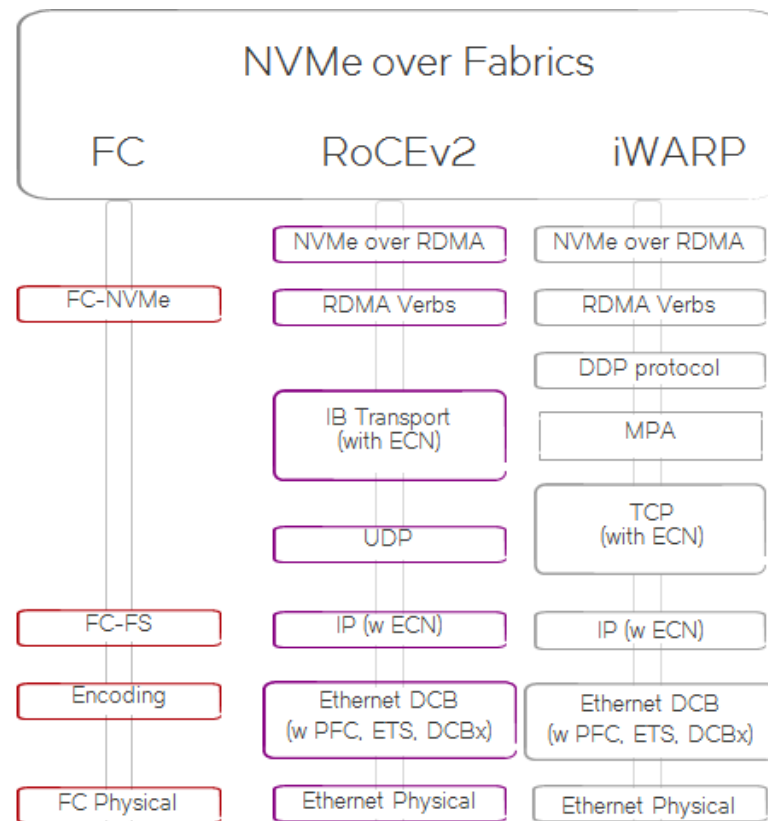 NVMe over Fabrics
FC
RoCEv2
iWARP
NVMe over RDMA
NVMe over RDMA
FC-NVMe
RDMA Verbs
RDMA Verbs
DDP protocol
IB Transport
(with ECN)
MPA
TCP
(with ECN)
UDP
FC-FS
IP (w ECN)
IP (w ECN)
Encoding
Ethernet DCB
(w PFC, ETS, DCBx)
Ethernet DCB
(w PFC, ETS, DCBx)
FC Physical
Ethernet Physical
Ethernet Physical